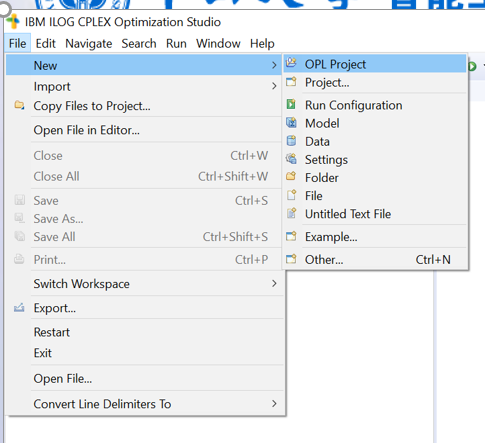 IBM ILOG CPLEX Optimization Studio
File Edit Navigate Search Run Window Help
New
Import
Copy Files to Project...
Open File in Editor...
Close Ctrl+W
Close All Ctrl+Shift+W
Save Ctrl+S
Save As...
Save All Ctrl+Shift+S
Print... Ctrl+P
Switch Workspace
Export...
Restart
Exit
Open File...
Convert Line Delimiters To
OPL Project
Project...
Run Configuration
Model
Data
Settings
Folder
File
Untitled Text File
Example...
Other... Ctrl+N